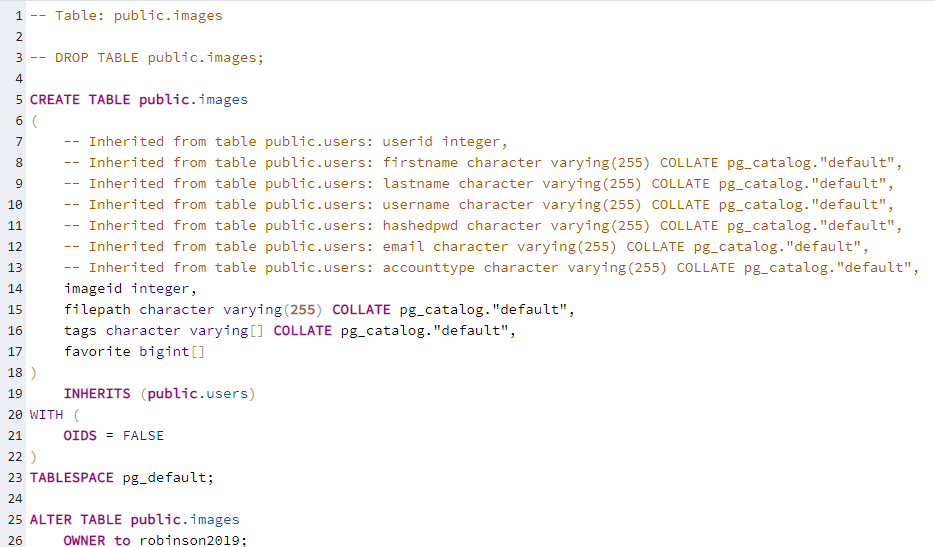 1 -- Table: public.images
2
3 -- DROP TABLE public.images;
4
5 CREATE TABLE public.images
6 (
7     -- Inherited from table public.users: userid integer,
8     -- Inherited from table public.users: firstname character varying(255) COLLATE pg_catalog."default",
9     -- Inherited from table public.users: lastname character varying(255) COLLATE pg_catalog."default",
10     -- Inherited from table public.users: username character varying(255) COLLATE pg_catalog."default",
11     -- Inherited from table public.users: hashedpwd character varying(255) COLLATE pg_catalog."default",
12     -- Inherited from table public.users: email character varying(255) COLLATE pg_catalog."default",
13     -- Inherited from table public.users: accounttype character varying(255) COLLATE pg_catalog."default",
14     imageid integer,
15     filepath character varying(255) COLLATE pg_catalog."default",
16     tags character varying[] COLLATE pg_catalog."default",
17     favorite bigint[]
18 )
19     INHERITS (public.users)
20 WITH (
21     OIDS = FALSE
22 )
23 TABLESPACE pg_default;
24
25 ALTER TABLE public.images
26     OWNER to robinson2019;